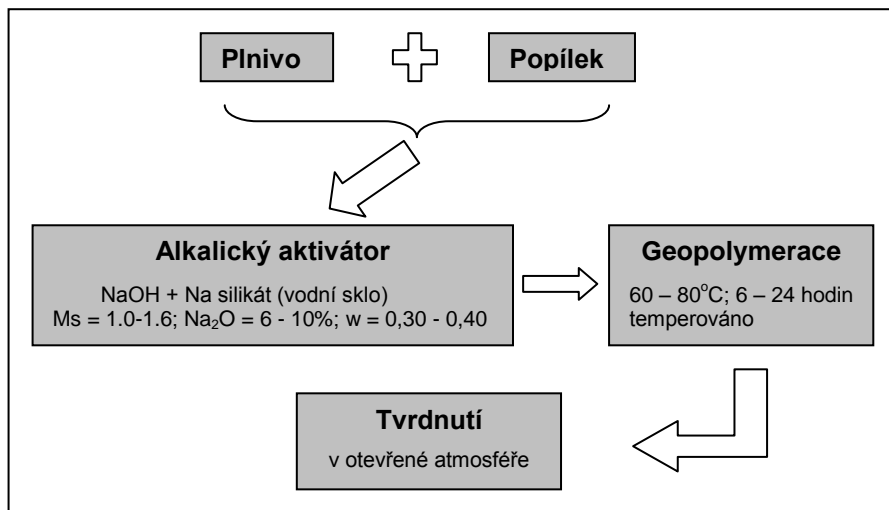 Plnivo
Popílek
Alkalický aktivátor
NaOH + Na silikát (vodní sklo)
Ms = 1.0-1.6; Na₂O = 6 - 10%; w = 0,30 - 0,40
Geopolymerace
60 – 80°C; 6 – 24 hodin
temperováno
Tvrdnutí
v otevřené atmosféře